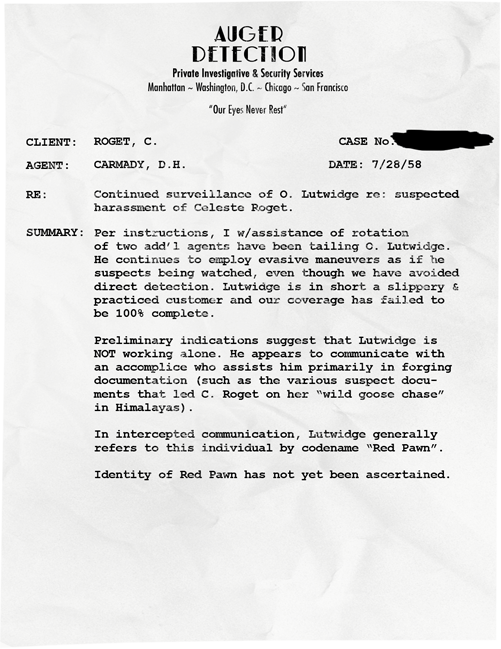 AUGER
DETECTION
Private Investigative & Security Services
Manhattan ~ Washington, D.C. ~ Chicago ~ San Francisco
"Our Eyes Never Rest"
CLIENT: ROGET, C. CASE No.
AGENT: CARMADY, D.H. DATE: 7/28/58
RE: Continued surveillance of O. Lutwidge re: suspected
harassment of Celeste Roget.
SUMMARY: Per instructions, I w/assistance of rotation
of two add'l agents have been tailing O. Lutwidge.
He continues to employ evasive maneuvers as if he
suspects being watched, even though we have avoided
direct detection. Lutwidge is in short a slippery &
practiced customer and our coverage has failed to
be 100% complete.
Preliminary indications suggest that Lutwidge is
NOT working alone. He appears to communicate with
an accomplice who assists him primarily in forging
documentation (such as the various suspect docu-
ments that led C. Roget on her "wild goose chase"
in Himalayas).
In intercepted communication, Lutwidge generally
refers to this individual by codename "Red Pawn".
Identity of Red Pawn has not yet been ascertained.